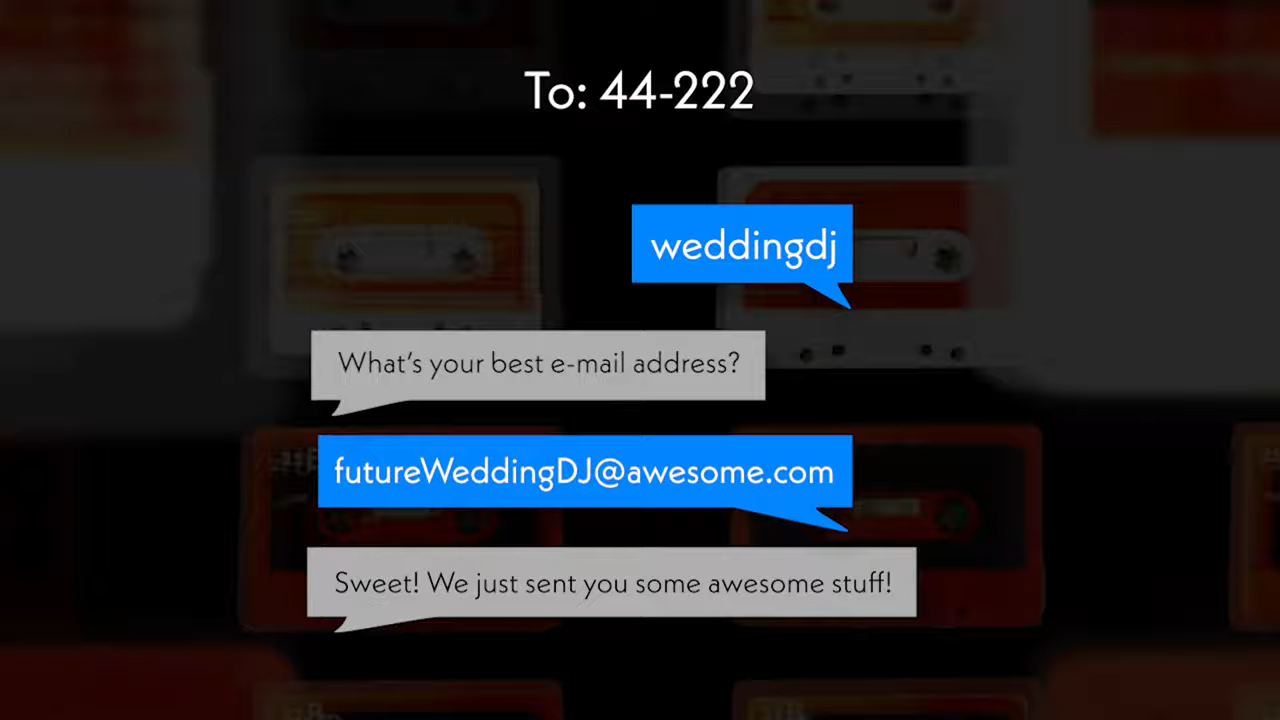 To: 44-222
weddingdj
What's your best e-mail address?
futureWeddingDJ@awesome.com
Sweet! We just sent you some awesome stuff!